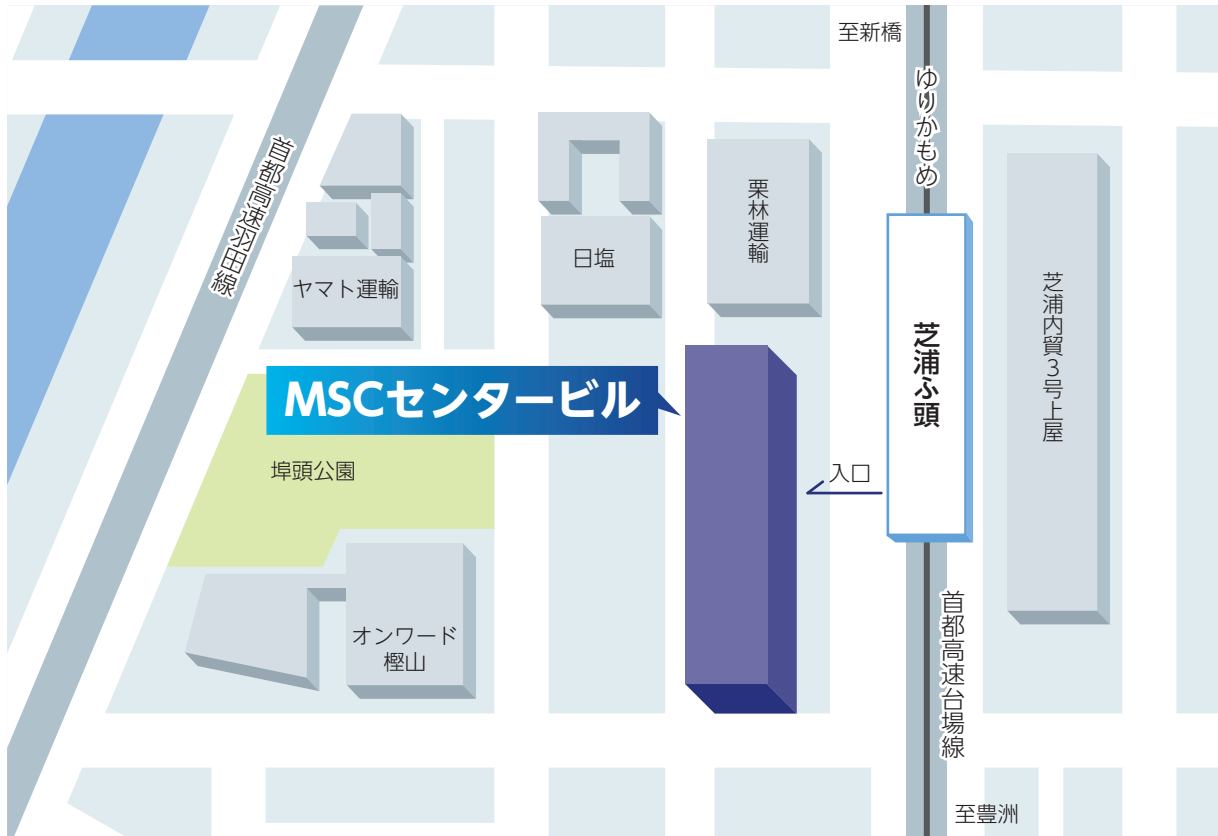 至新橋
ゆりかもめ
首都高速羽田線
栗林運輸
日塩
ヤマト運輸
芝浦ふ頭
芝浦内貿3号上屋
MSCセンタービル
埠頭公園
入口
オンワード
樫山
首都高速台場線
至豊洲